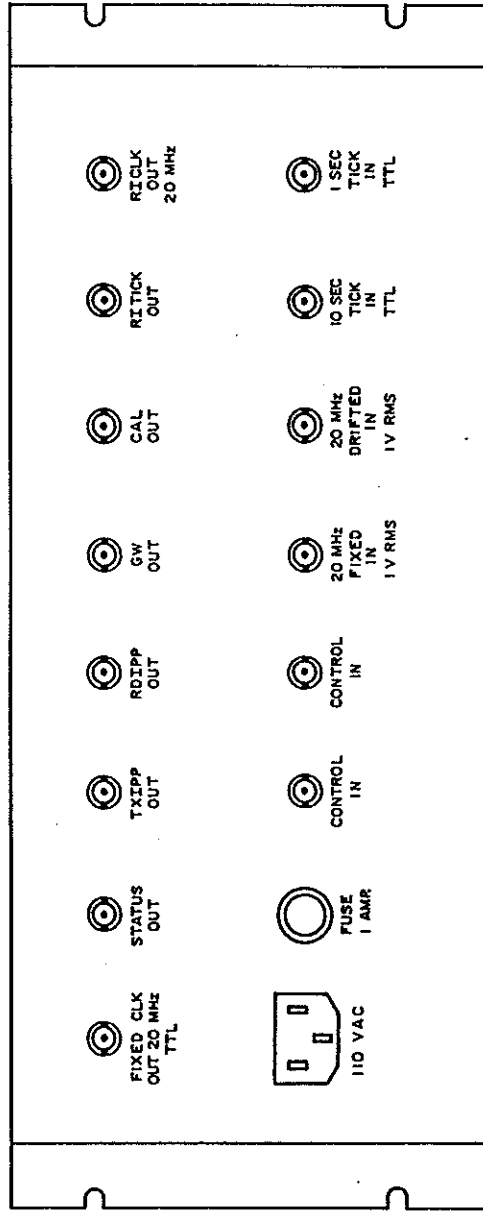 FIXED CLK
OUT 20 MHz
TTL
STATUS
OUT
TXIPP
OUT
RDIPP
OUT
GW
OUT
CAL
OUT
RITICK
OUT
RICLK
OUT
20 MHz
110 VAC
FUSE
1 AMP.
CONTROL
IN
CONTROL
IN
20 MHz
FIXED
IN
1 V RMS
20 MHz
DRIFTED
IN
1 V RMS
10 SEC
TICK
IN
TTL
1 SEC
TICK
IN
TTL